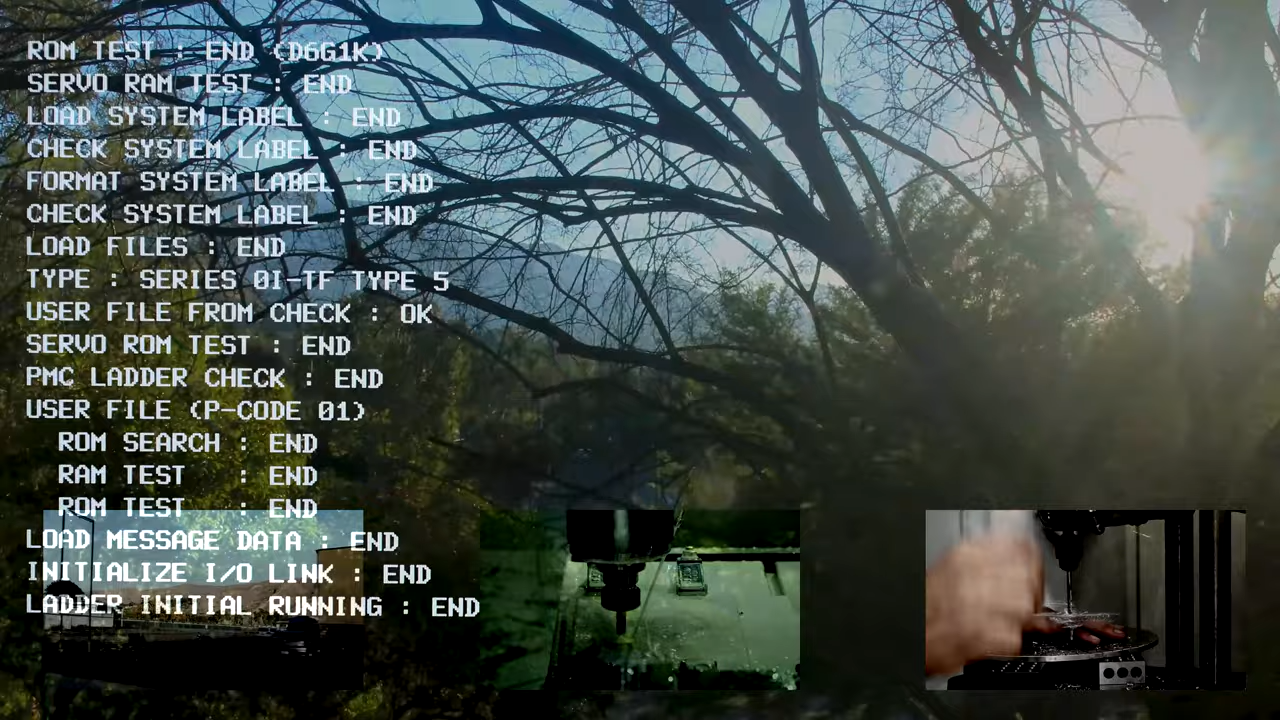 ROM TEST : END (D6G1K)
SERVO RAM TEST : END
LOAD SYSTEM LABEL : END
CHECK SYSTEM LABEL : END
FORMAT SYSTEM LABEL : END
CHECK SYSTEM LABEL : END
LOAD FILES : END
TYPE : SERIES 0I-TF TYPE 5
USER FILE FROM CHECK : OK
SERVO ROM TEST : END
PMC LADDER CHECK : END
USER FILE (P-CODE 01)
ROM SEARCH : END
RAM TEST : END
ROM TEST : END
LOAD MESSAGE DATA : END
INITIALIZE I/O LINK : END
LADDER INITIAL RUNNING : END